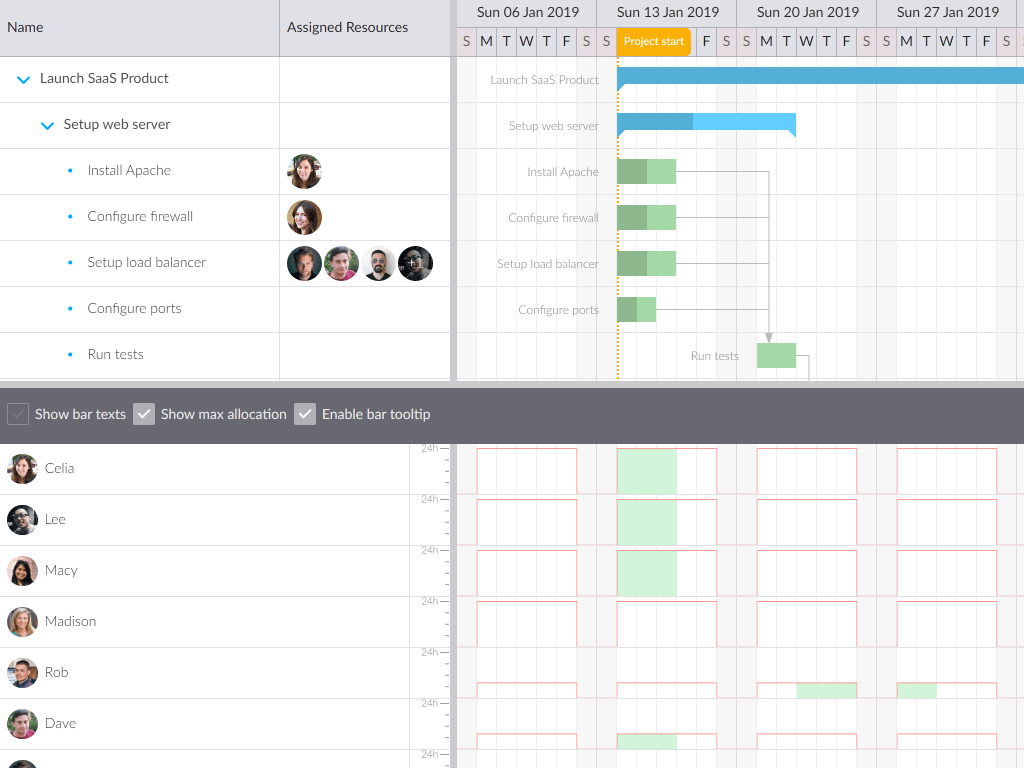 Name
Assigned Resources
Sun 06 Jan 2019
Sun 13 Jan 2019
Sun 20 Jan 2019
Sun 27 Jan 2019
S M T W T F S
S Project start F S
S M T W T F S
S M T W T F S
Launch SaaS Product
Launch SaaS Product
Setup web server
Setup web server
Install Apache
Install Apache
Configure firewall
Configure firewall
Setup load balancer
+
Setup load balancer
Configure ports
Configure ports
Run tests
Run tests
Show bar texts
Show max allocation
Enable bar tooltip
Celia
24h
Lee
24h
Macy
24h
Madison
24h
Rob
24h
Dave
24h
24h